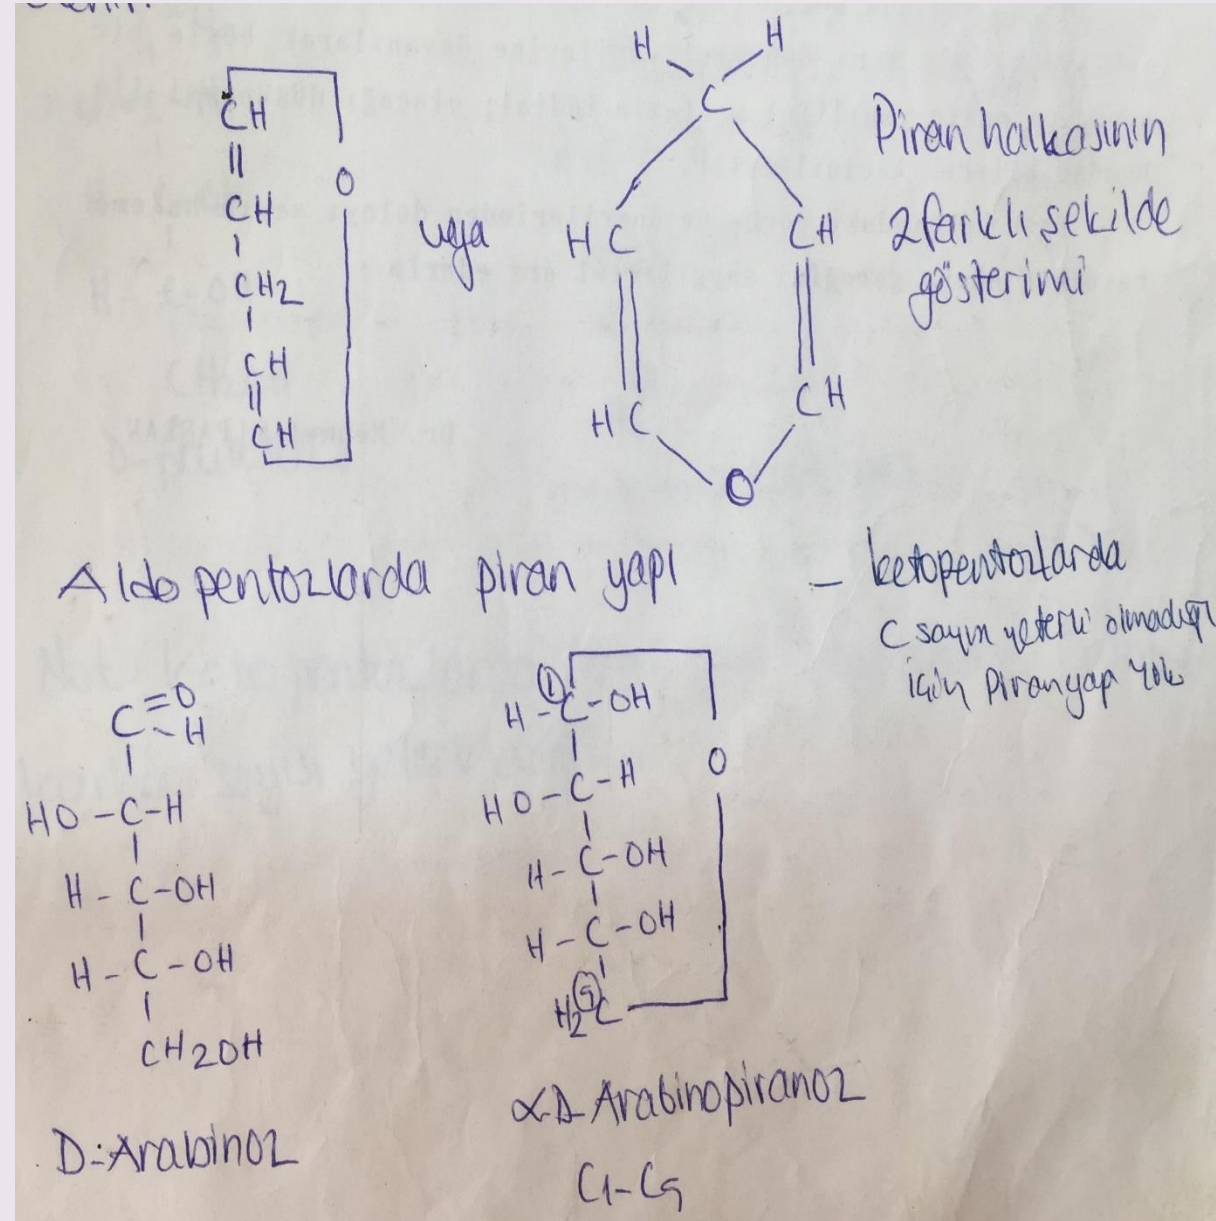 CH
||
CH
CH2
CH
||
CH
O
veya
H H
C
HC CH
HC CH
O
Piran halkasının
2 farklı şekilde
gösterimi
Aldopentozlarda piran yapı
- ketopentozlarda
C sayısı yeterli olmadığı
için Piran yapı yok
C=O
-H
HO-C-H
H-C-OH
H-C-OH
CH2OH
D-Arabinoz
1
H-C-OH
HO-C-H
H-C-OH
H-C-OH
5
H2C
O
αD-Arabinopiranoz
C1-C5